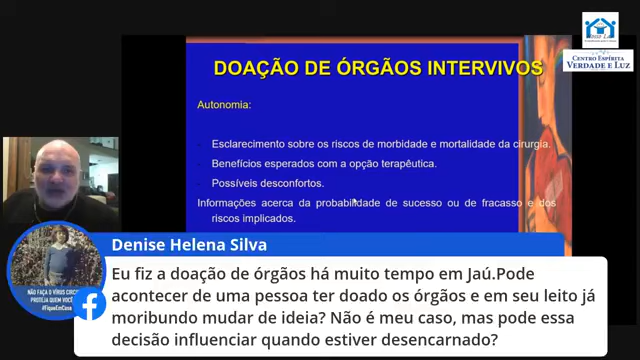 CENTRO ESPÍRITA
VERDADE E LUZ
DOAÇÃO DE ÓRGÃOS INTERVIVOS
Autonomia:
Esclarecimento sobre os riscos de morbidade e mortalidade da cirurgia.
Benefícios esperados com a opção terapêutica.
Possíveis desconfortos.
Informações acerca da probabilidade de sucesso ou de fracasso e dos
riscos implicados.
Denise Helena Silva
Eu fiz a doação de órgãos há muito tempo em Jaú.Pode
acontecer de uma pessoa ter doado os órgãos e em seu leito já
moribundo mudar de ideia? Não é meu caso, mas pode essa
decisão influenciar quando estiver desencarnado?
NÃO FAÇA O VÍRUS CIRC
PROTEJA QUEM VOCÊ
#FiqueEmCasa